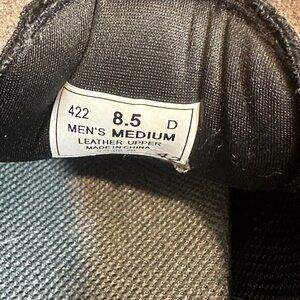 422 8.5 D
MEN'S MEDIUM
LEATHER UPPER
MADE IN CHINA